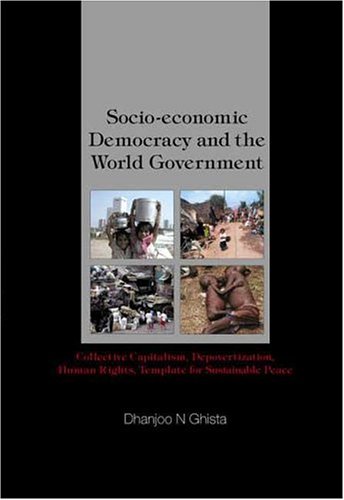 Socio-economic
Democracy and the
World Government
Collective Capitalism, Depovertization,
Human Rights, Template for Sustainable Peace
Dhanjoo N Ghista